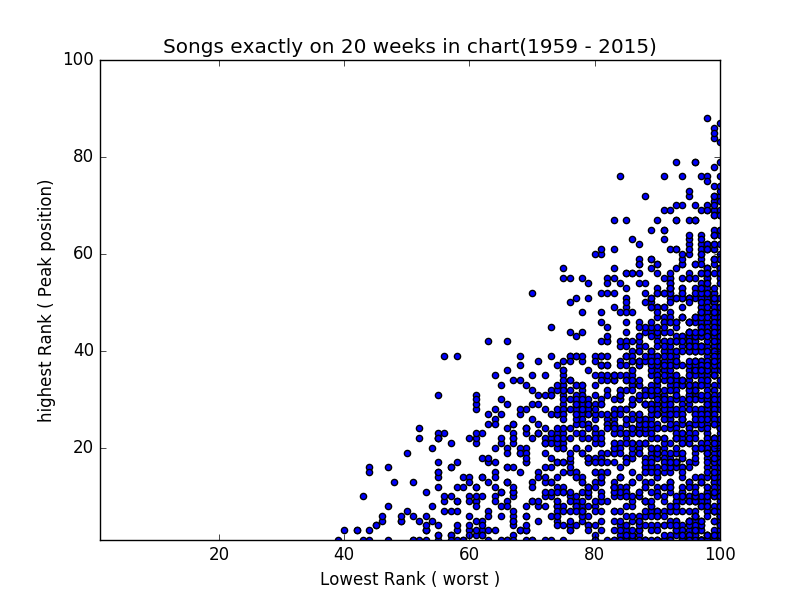 Songs exactly on 20 weeks in chart(1959 - 2015)
100
80
60
40
20
highest Rank ( Peak position)
20 40 60 80 100
Lowest Rank ( worst )